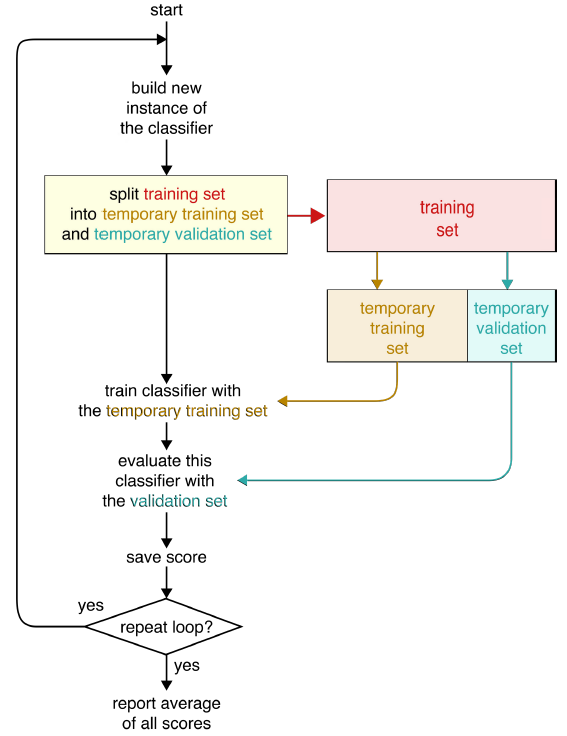 start
build new
instance of
the classifier
split training set
into temporary training set
and temporary validation set
training
set
temporary
training
set
temporary
validation
set
train classifier with
the temporary training set
evaluate this
classifier with
the validation set
save score
yes
repeat loop?
yes
report average
of all scores